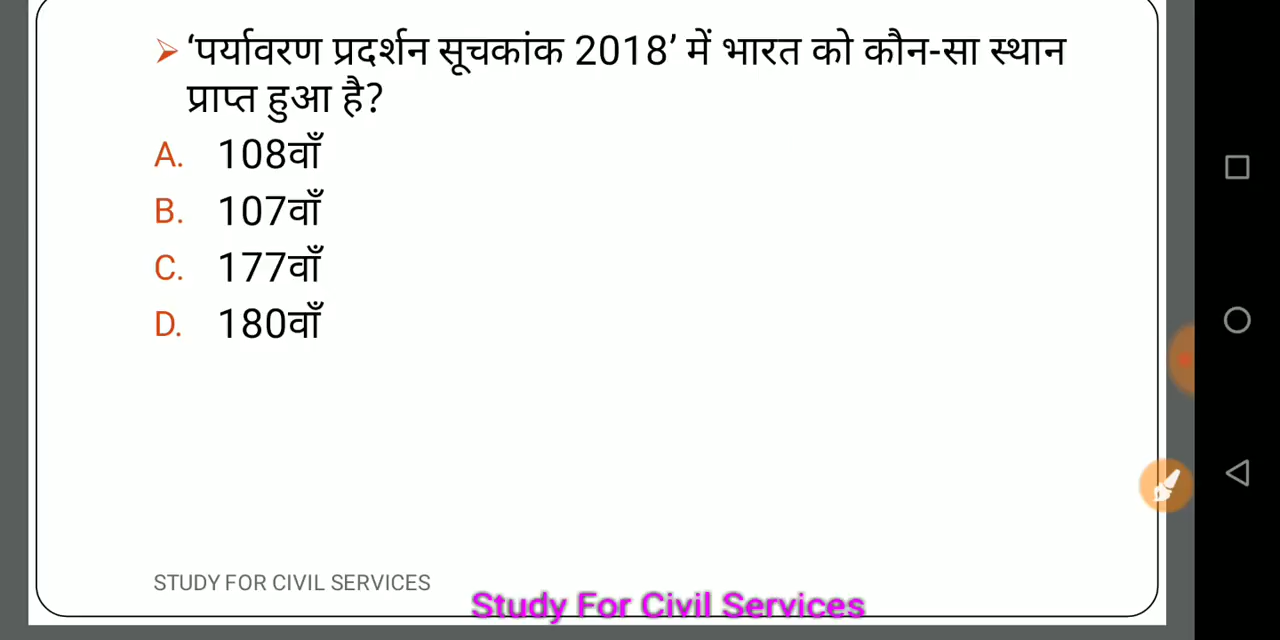 ➢ ‘पर्यावरण प्रदर्शन सूचकांक 2018’ में भारत को कौन-सा स्थान
प्राप्त हुआ है?
A. 108वाँ
B. 107वाँ
C. 177वाँ
D. 180वाँ
STUDY FOR CIVIL SERVICES
Study For Civil Services